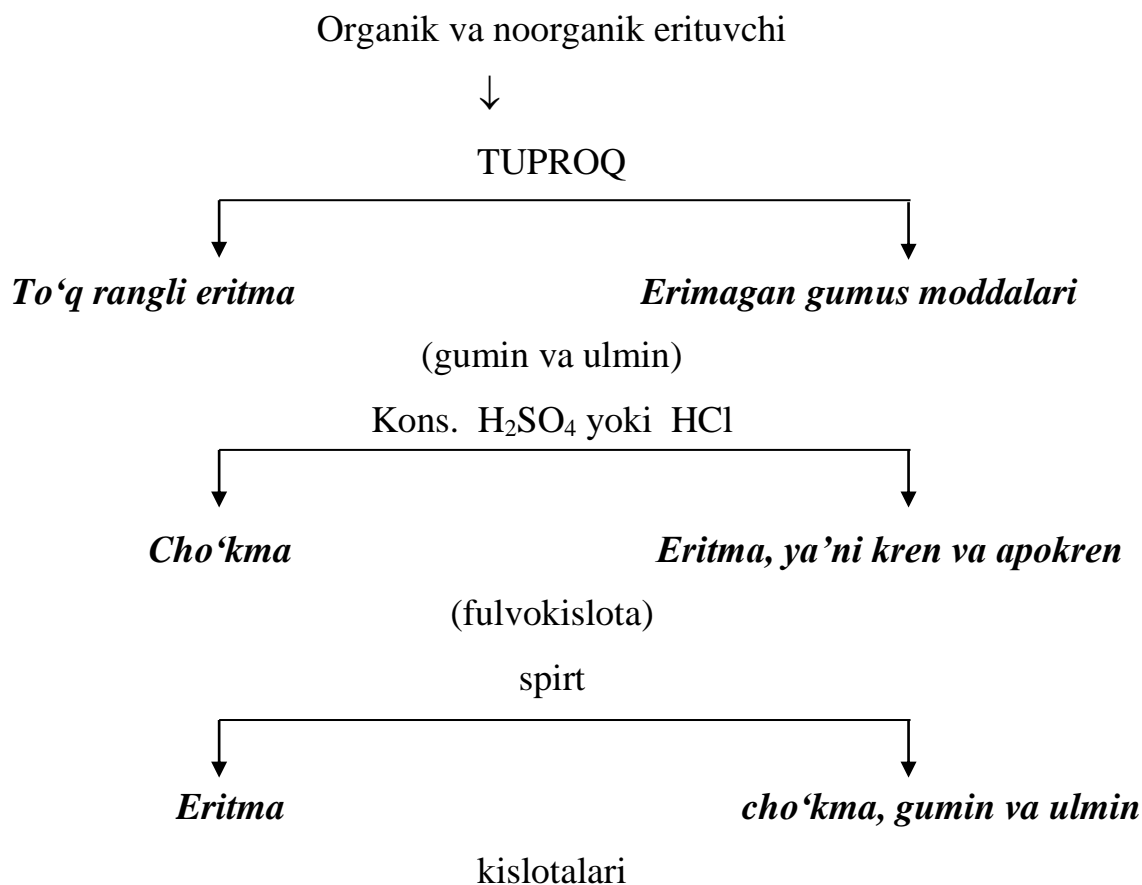 Organik va noorganik erituvchi
↓
TUPROQ
To‘q rangli eritma Erimagan gumus moddalari
(gumin va ulmin)
Kons. H₂SO₄ yoki HCl
Cho‘kma Eritma, ya’ni kren va apokren
(fulvokislota)
spirt
Eritma cho‘kma, gumin va ulmin
kislotalari